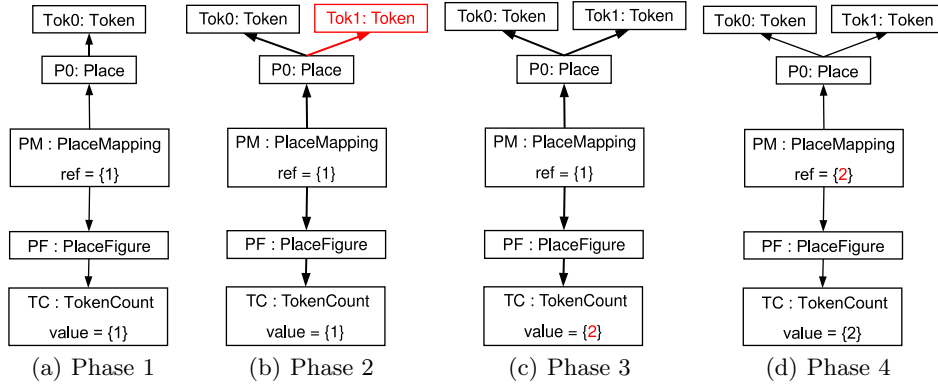 Tok0: Token
P0: Place
PM : PlaceMapping
ref = {1}
PF : PlaceFigure
TC : TokenCount
value = {1}
(a) Phase 1
Tok0: Token
Tok1: Token
P0: Place
PM : PlaceMapping
ref = {1}
PF : PlaceFigure
TC : TokenCount
value = {1}
(b) Phase 2
Tok0: Token
Tok1: Token
P0: Place
PM : PlaceMapping
ref = {1}
PF : PlaceFigure
TC : TokenCount
value = {2}
(c) Phase 3
Tok0: Token
Tok1: Token
P0: Place
PM : PlaceMapping
ref = {2}
PF : PlaceFigure
TC : TokenCount
value = {2}
(d) Phase 4